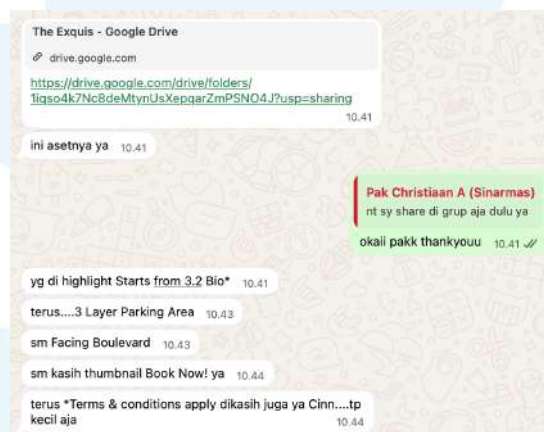 The Exquis - Google Drive
drive.google.com
https://drive.google.com/drive/folders/
1iqso4k7Nc8deMtynUsXepqarZmPSNO4J?usp=sharing
10.41
ini asetnya ya 10.41
Pak Christiaan A (Sinarmas)
nt sy share di grup aja dulu ya
okaii pakk thankyouu 10.41
yg di highlight Starts from 3.2 Bio* 10.41
terus....3 Layer Parking Area 10.43
sm Facing Boulevard 10.43
sm kasih thumbnail Book Now! ya 10.44
terus *Terms & conditions apply dikasih juga ya Cinn....tp
kecil aja
10.44